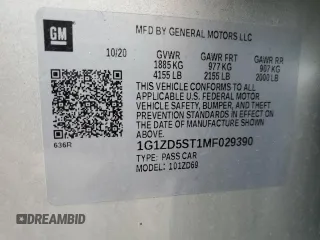 GM
MFD BY GENERAL MOTORS LLC
10/20 GVWR GAWR FRT GAWR RR
1885 KG 977 KG 907 KG
4155 LB 2155 LB 2000 LB
THIS VEHICLE CONFORMS TO ALL APPLICABLE
U.S. FEDERAL MOTOR VEHICLE
SAFETY, BUMPER, AND THEFT
PREVENTION STANDARDS IN EFFECT
ON THE DATE OF MANUFACTURE
SHOWN ABOVE.
636R
1G1ZD5ST1MF029390
TYPE: PASS CAR
MODEL: 101ZD69
AUTOBIDMASTER
DREAMBID